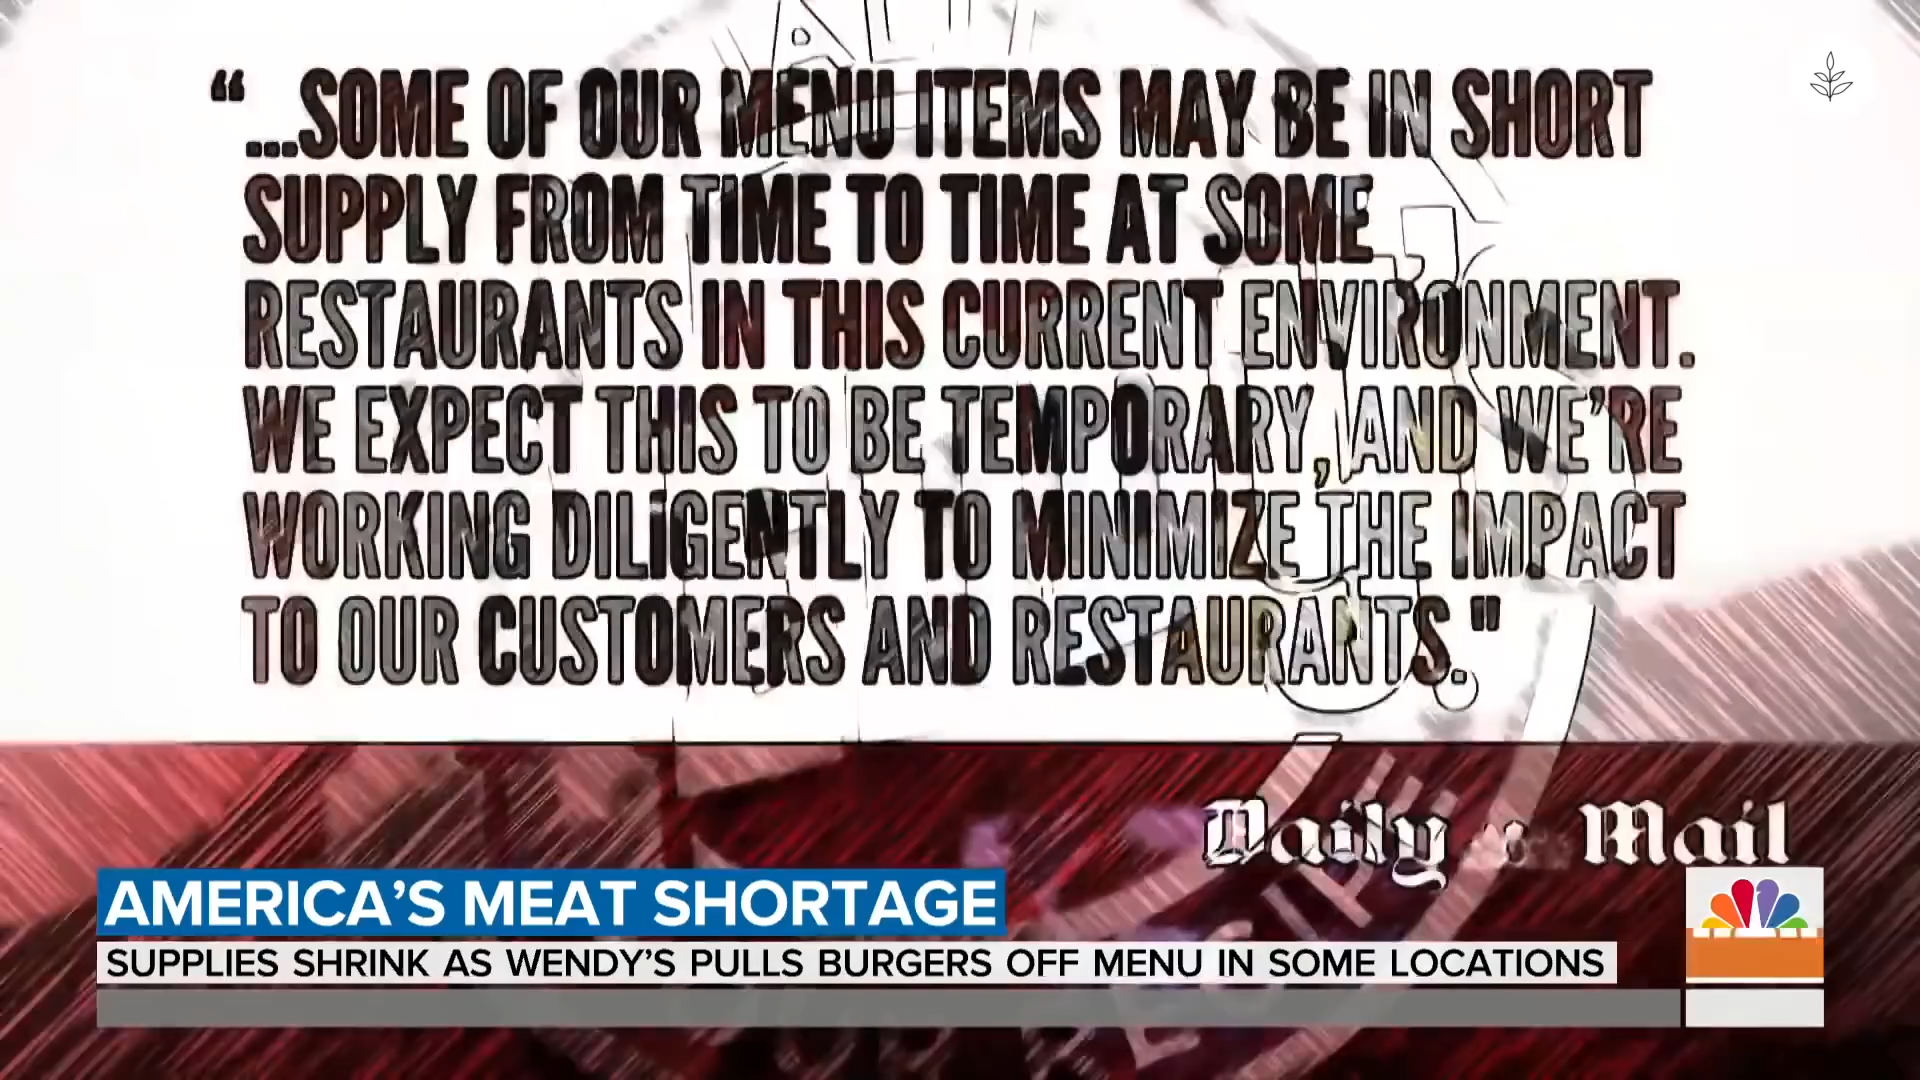 “...SOME OF OUR MENU ITEMS MAY BE IN SHORT
SUPPLY FROM TIME TO TIME AT SOME
RESTAURANTS IN THIS CURRENT ENVIRONMENT.
WE EXPECT THIS TO BE TEMPORARY, AND WE’RE
WORKING DILiGENTLY TO MINIMIZE THE IMPACT
TO OUR CUSTOMERS AND RESTAURANTS."
Daily Mail
AMERICA’S MEAT SHORTAGE
SUPPLIES SHRINK AS WENDY’S PULLS BURGERS OFF MENU IN SOME LOCATIONS